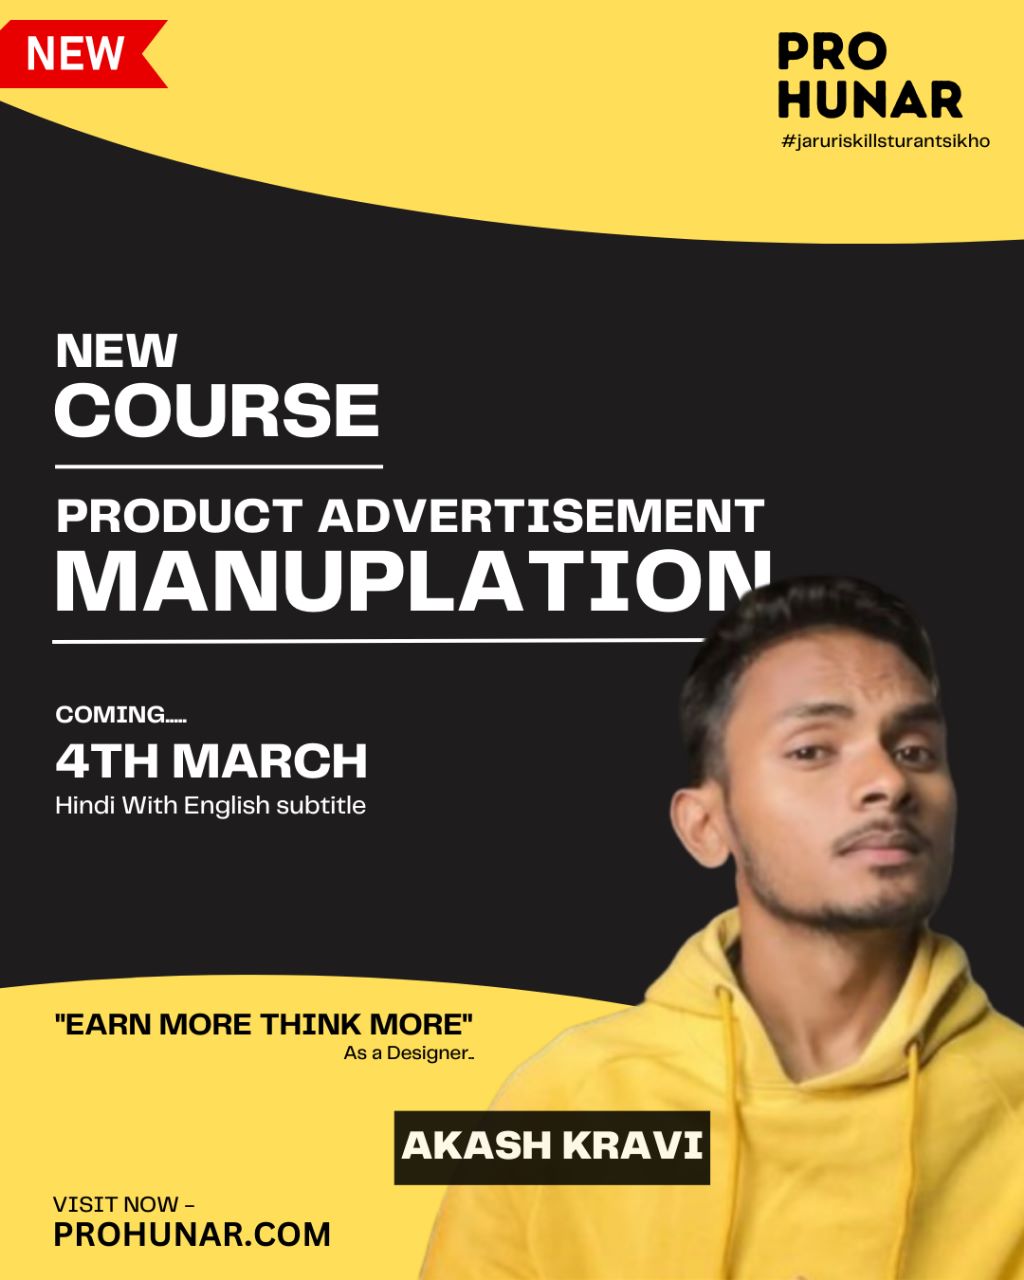 NEW
PRO
HUNAR
#jaruriskillsturantsikho
NEW
COURSE
PRODUCT ADVERTISEMENT
MANUPLATION
COMING.....
4TH MARCH
Hindi With English subtitle
"EARN MORE THINK MORE"
As a Designer..
AKASH KRAVI
VISIT NOW -
PROHUNAR.COM